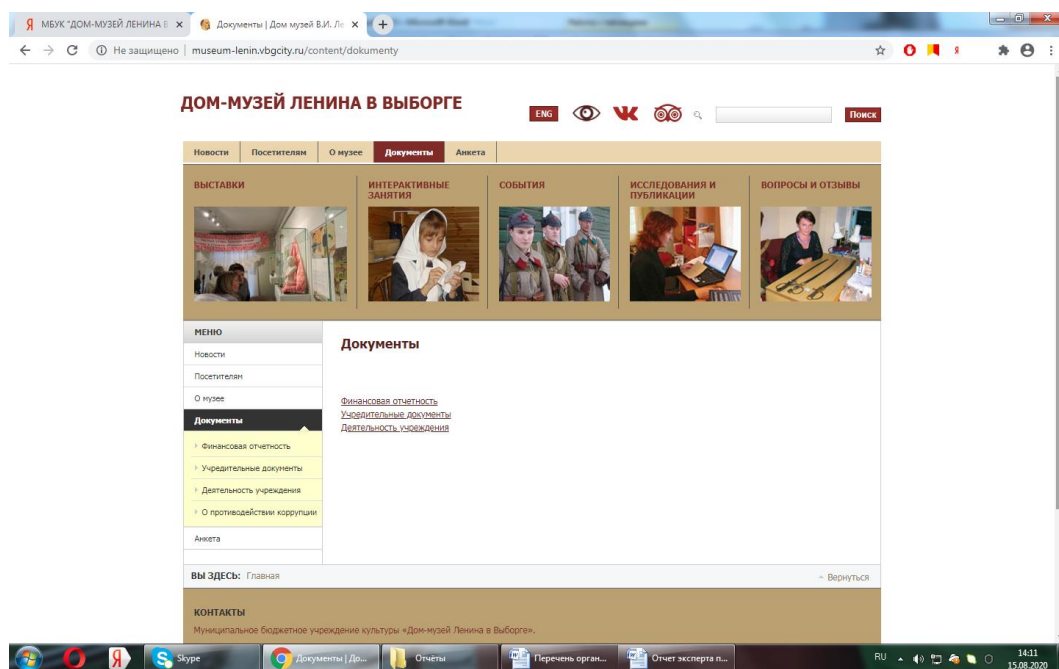 МБУК "ДОМ-МУЗЕЙ ЛЕНИНА В
Документы | Дом музей В.И. Ле
Не защищено | museum-lenin.vbgcity.ru/content/dokumenty
ДОМ-МУЗЕЙ ЛЕНИНА В ВЫБОРГЕ
ENG
Поиск
Новости Посетителям О музее Документы Анкета
ВЫСТАВКИ
ИНТЕРАКТИВНЫЕ ЗАНЯТИЯ
СОБЫТИЯ
ИССЛЕДОВАНИЯ И ПУБЛИКАЦИИ
ВОПРОСЫ И ОТЗЫВЫ
МЕНЮ
Новости
Посетителям
О музее
Документы
Финансовая отчетность
Учредительные документы
Деятельность учреждения
О противодействии коррупции
Анкета
Документы
Финансовая отчетность
Учредительные документы
Деятельность учреждения
ВЫ ЗДЕСЬ: Главная
Вернуться
КОНТАКТЫ
Муниципальное бюджетное учреждение культуры «Дом-музей Ленина в Выборге».
Skype
Документы | До...
Отчёты
Перечень орган...
Отчет эксперта п...
RU
14:11
15.08.2020